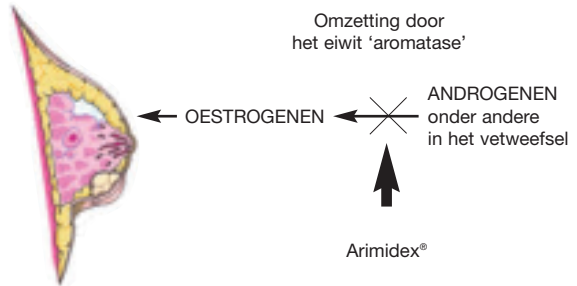 Omzetting door
het eiwit ‘aromatase’
OESTROGENEN
ANDROGENEN
onder andere
in het vetweefsel
Arimidex®